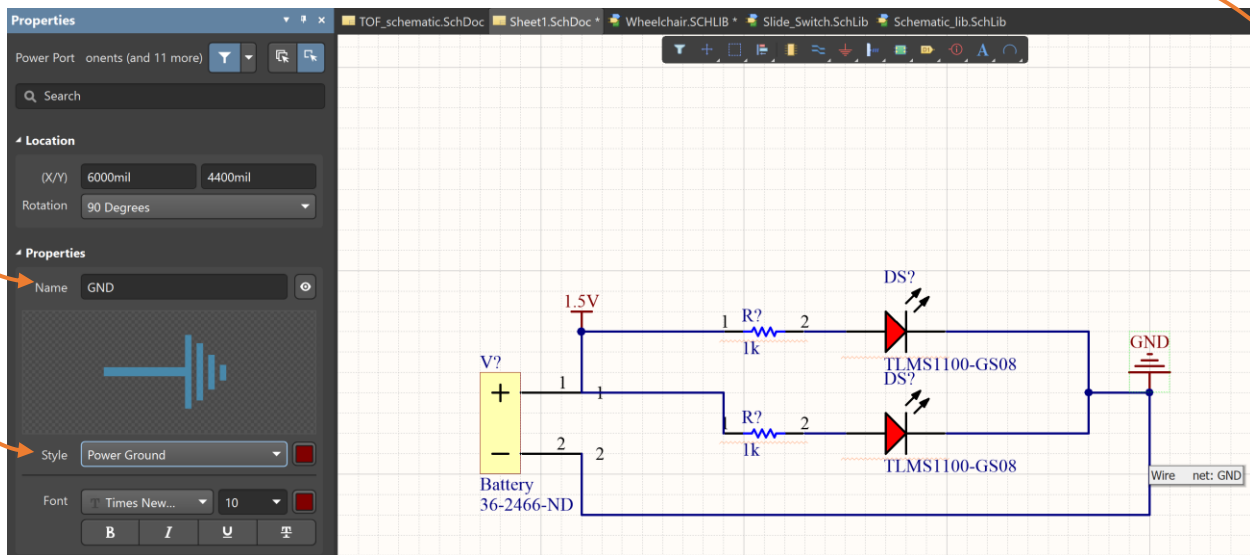 Properties
TOF_schematic.SchDoc
Sheet1.SchDoc *
Wheelchair.SCHLIB *
Slide_Switch.SchLib
Schematic_lib.SchLib
Power Port onents (and 11 more)
Search
Location
(X/Y) 6000mil 4400mil
Rotation 90 Degrees
Properties
Name GND
Style Power Ground
Font Times New... 10
B I U T
A
1.5V
DS?
1 R? 2
1k
TLMS1100-GS08
GND
V?
+ 1 1
DS?
1 R? 2
1k
TLMS1100-GS08
- 2 2
Battery
36-2466-ND
Wire net: GND